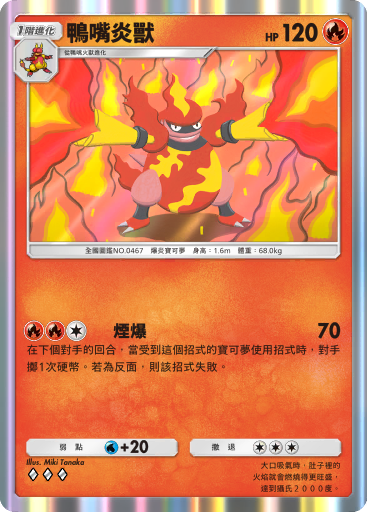 1階進化
鴨嘴炎獸
HP 120
從鴨嘴火獸進化
全國圖鑑NO.0467 爆炎寶可夢 身高：1.6m 體重：68.0kg
煙爆 70
在下個對手的回合，當受到這個招式的寶可夢使用招式時，對手
擲1次硬幣。若為反面，則該招式失敗。
弱點 +20 撤退
Illus. Miki Tanaka
大口吸氣時，肚子裡的
火焰就會燃燒得更旺盛，
達到攝氏２０００度。